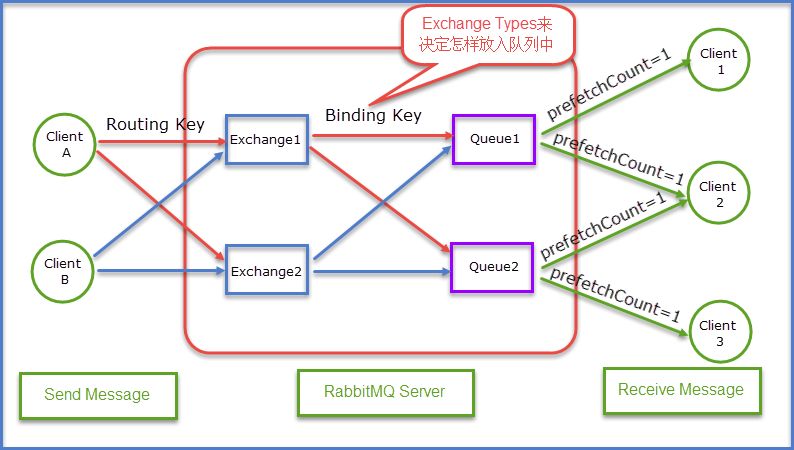 Exchange Types来
决定怎样放入队列中
Client
1
prefetchCount=1
Client
A
Routing Key
Exchange1
Binding Key
Queue1
prefetchCount=1
Client
2
prefetchCount=1
Client
B
Exchange2
Queue2
prefetchCount=1
Client
3
Send Message
RabbitMQ Server
Receive Message